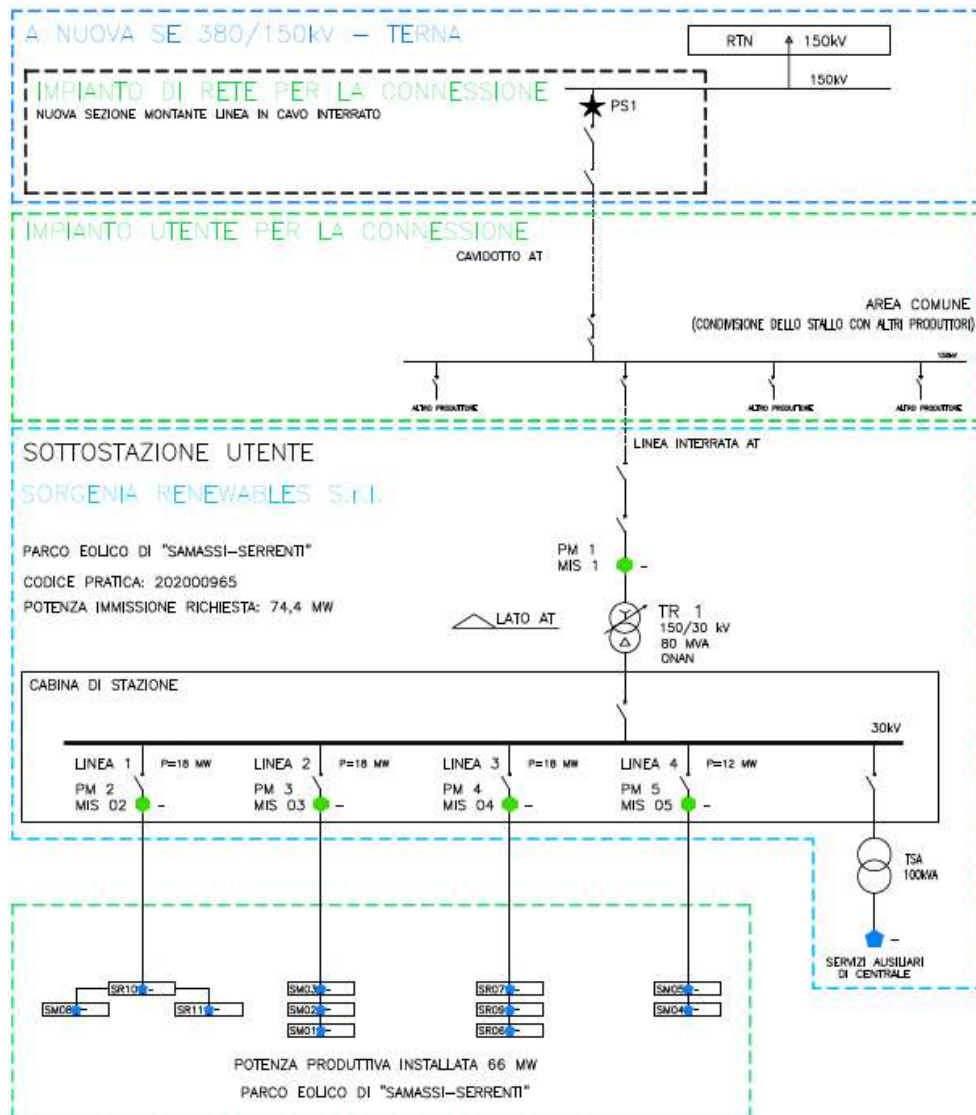 A NUOVA SE 380/150kV – TERNA
RTN 150kV
150kV
IMPIANTO DI RETE PER LA CONNESSIONE
NUOVA SEZIONE MONTANTE LINEA IN CAVO INTERRATO
PS1
IMPIANTO UTENTE PER LA CONNESSIONE
CAVIDOTTO AT
AREA COMUNE
(CONDIVISIONE DELLO STALLO CON ALTRI PRODUTTORI)
150kV
ALTRO PRODUTTORE
ALTRO PRODUTTORE
ALTRO PRODUTTORE
LINEA INTERRATA AT
SOTTOSTAZIONE UTENTE
SORGENIA RENEWABLES S.r.l.
PARCO EOLICO DI "SAMASSI–SERRENTI"
CODICE PRATICA: 202000965
POTENZA IMMISSIONE RICHIESTA: 74,4 MW
PM 1
MIS 1 –
LATO AT
TR 1
150/30 kV
80 MVA
ONAN
CABINA DI STAZIONE
30kV
LINEA 1 P=18 MW
PM 2
MIS 02 –
LINEA 2 P=18 MW
PM 3
MIS 03 –
LINEA 3 P=18 MW
PM 4
MIS 04 –
LINEA 4 P=12 MW
PM 5
MIS 05 –
TSA
100kVA
–
SERVIZI AUSILIARI
DI CENTRALE
SR10 –
SM08 –
SR11 –
SM03 –
SM02 –
SM01 –
SR07 –
SR09 –
SR06 –
SM05 –
SM04 –
POTENZA PRODUTTIVA INSTALLATA 66 MW
PARCO EOLICO DI "SAMASSI–SERRENTI"